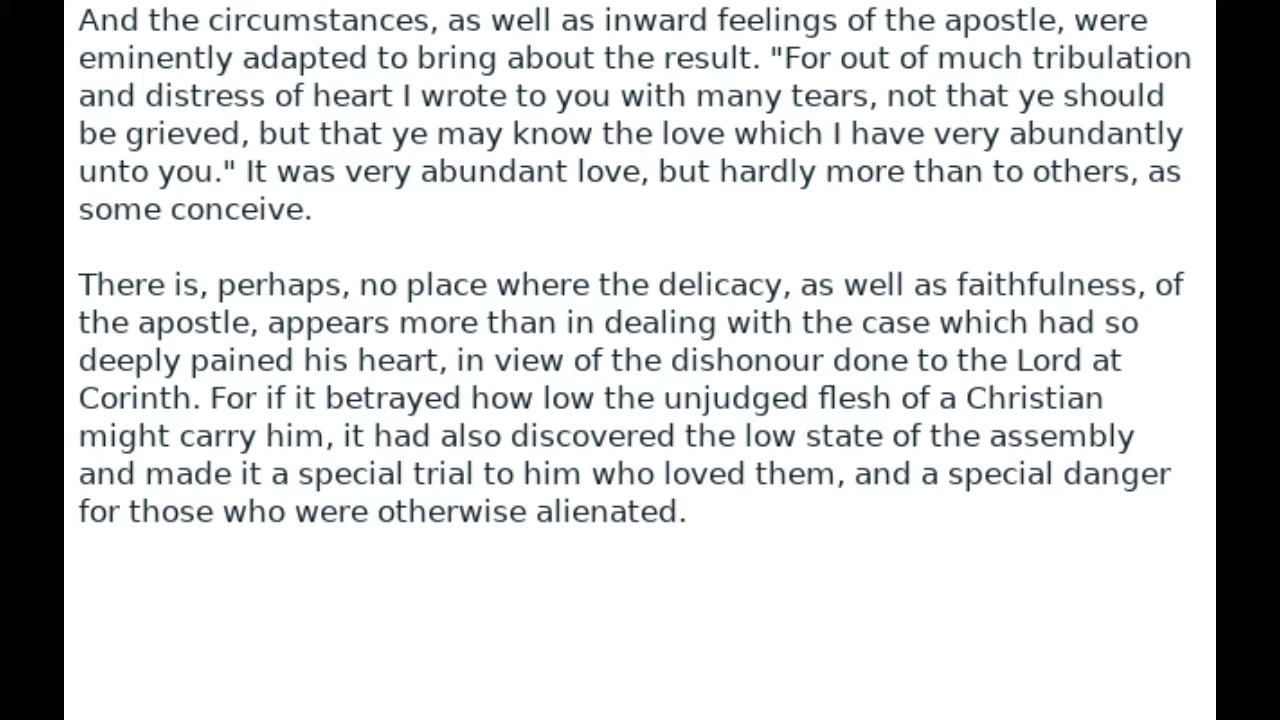 And the circumstances, as well as inward feelings of the apostle, were
eminently adapted to bring about the result. "For out of much tribulation
and distress of heart I wrote to you with many tears, not that ye should
be grieved, but that ye may know the love which I have very abundantly
unto you." It was very abundant love, but hardly more than to others, as
some conceive.
There is, perhaps, no place where the delicacy, as well as faithfulness, of
the apostle, appears more than in dealing with the case which had so
deeply pained his heart, in view of the dishonour done to the Lord at
Corinth. For if it betrayed how low the unjudged flesh of a Christian
might carry him, it had also discovered the low state of the assembly
and made it a special trial to him who loved them, and a special danger
for those who were otherwise alienated.